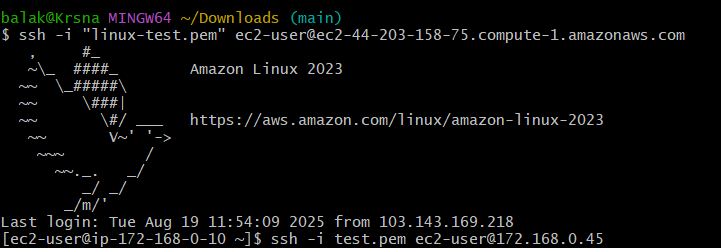 balak@Krsna MINGW64 ~/Downloads (main)
$ ssh -i "linux-test.pem" ec2-user@ec2-44-203-158-75.compute-1.amazonaws.com
   ,     #_
   ~\_  ####_        Amazon Linux 2023
  ~~  \_#####\
  ~~     \###|
  ~~       \#/ ___   https://aws.amazon.com/linux/amazon-linux-2023
   ~~       V~' '->
    ~~~         /
      ~~._.   _/
         _/ _/
       _/m/'
Last login: Tue Aug 19 11:54:09 2025 from 103.143.169.218
[ec2-user@ip-172-168-0-10 ~]$ ssh -i test.pem ec2-user@172.168.0.45